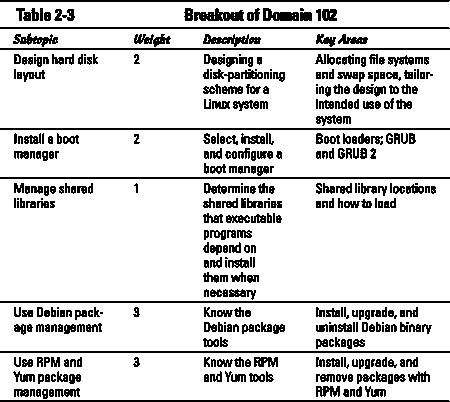 Table 2-3 Breakout of Domain 102
Subtopic Weight Description Key Areas
Design hard disk layout 2 Designing a disk-partitioning scheme for a Linux system Allocating file systems and swap space, tailoring the design to the intended use of the system
Install a boot manager 2 Select, install, and configure a boot manager Boot loaders; GRUB and GRUB 2
Manage shared libraries 1 Determine the shared libraries that executable programs depend on and install them when necessary Shared library locations and how to load
Use Debian package management 3 Know the Debian package tools Install, upgrade, and uninstall Debian binary packages
Use RPM and Yum package management 3 Know the RPM and Yum tools Install, upgrade, and remove packages with RPM and Yum